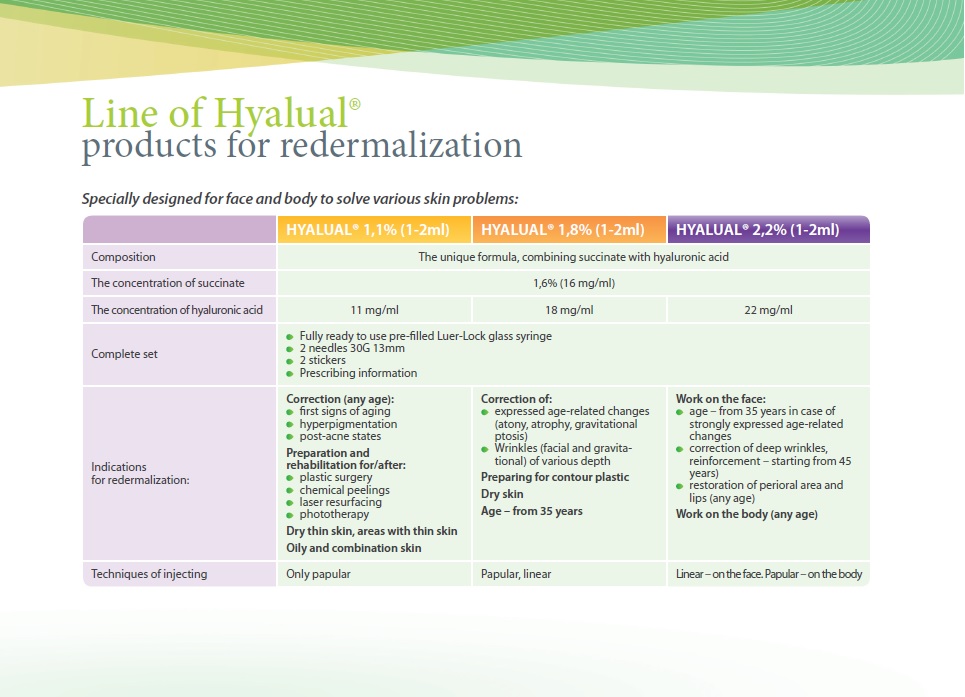 Line of Hyalual®
products for redermalization
Specially designed for face and body to solve various skin problems:
HYALUAL® 1,1% (1-2ml)
HYALUAL® 1,8% (1-2ml)
HYALUAL® 2,2% (1-2ml)
Composition
The unique formula, combining succinate with hyaluronic acid
The concentration of succinate
1,6% (16 mg/ml)
The concentration of hyaluronic acid
11 mg/ml
18 mg/ml
22 mg/ml
Complete set
Fully ready to use pre-filled Luer-Lock glass syringe
2 needles 30G 13mm
2 stickers
Prescribing information
Indications
for redermalization:
Correction (any age):
first signs of aging
hyperpigmentation
post-acne states
Preparation and
rehabilitation for/after:
plastic surgery
chemical peelings
laser resurfacing
phototherapy
Dry thin skin, areas with thin skin
Oily and combination skin
Correction of:
expressed age-related changes
(atony, atrophy, gravitational
ptosis)
Wrinkles (facial and gravita-
tional) of various depth
Preparing for contour plastic
Dry skin
Age – from 35 years
Work on the face:
age – from 35 years in case of
strongly expressed age-related
changes
correction of deep wrinkles,
reinforcement – starting from 45
years)
restoration of perioral area and
lips (any age)
Work on the body (any age)
Techniques of injecting
Only papular
Papular, linear
Linear – on the face. Papular – on the body